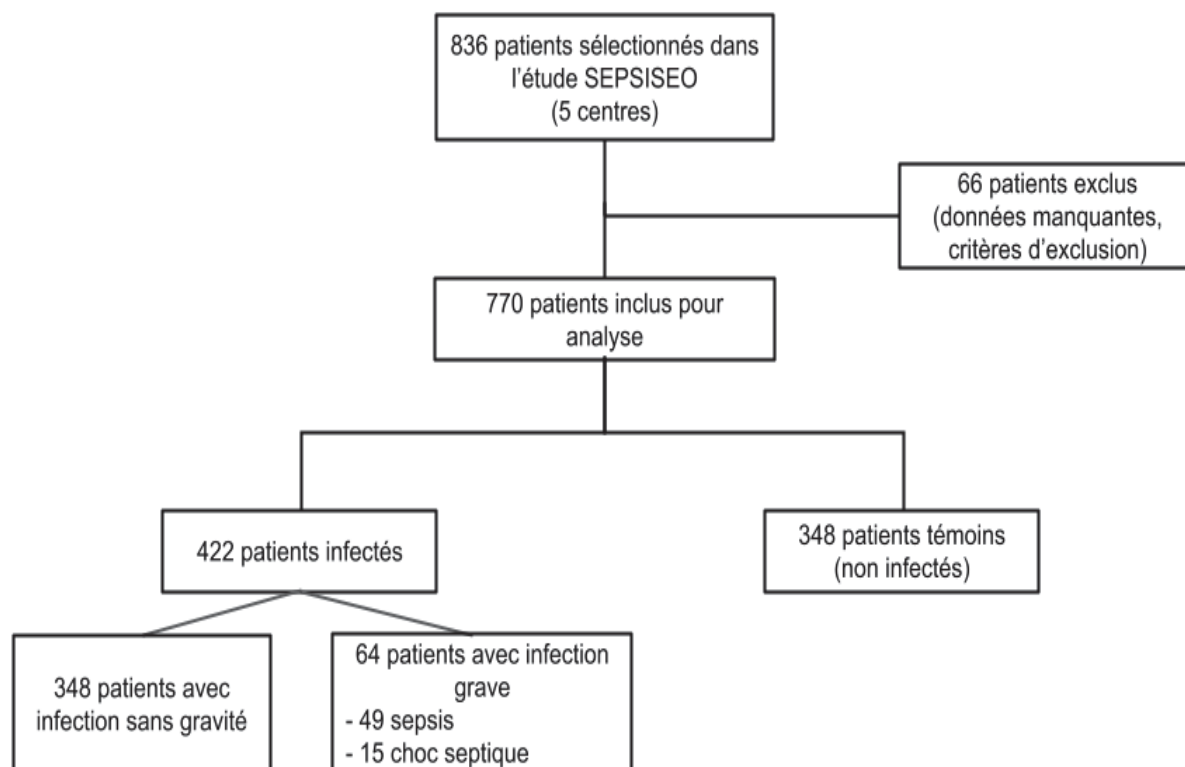 836 patients sélectionnés dans
l'étude SEPSISEO
(5 centres)
66 patients exclus
(données manquantes,
critères d'exclusion)
770 patients inclus pour
analyse
422 patients infectés
348 patients témoins
(non infectés)
348 patients avec
infection sans gravité
64 patients avec infection
grave
- 49 sepsis
- 15 choc septique